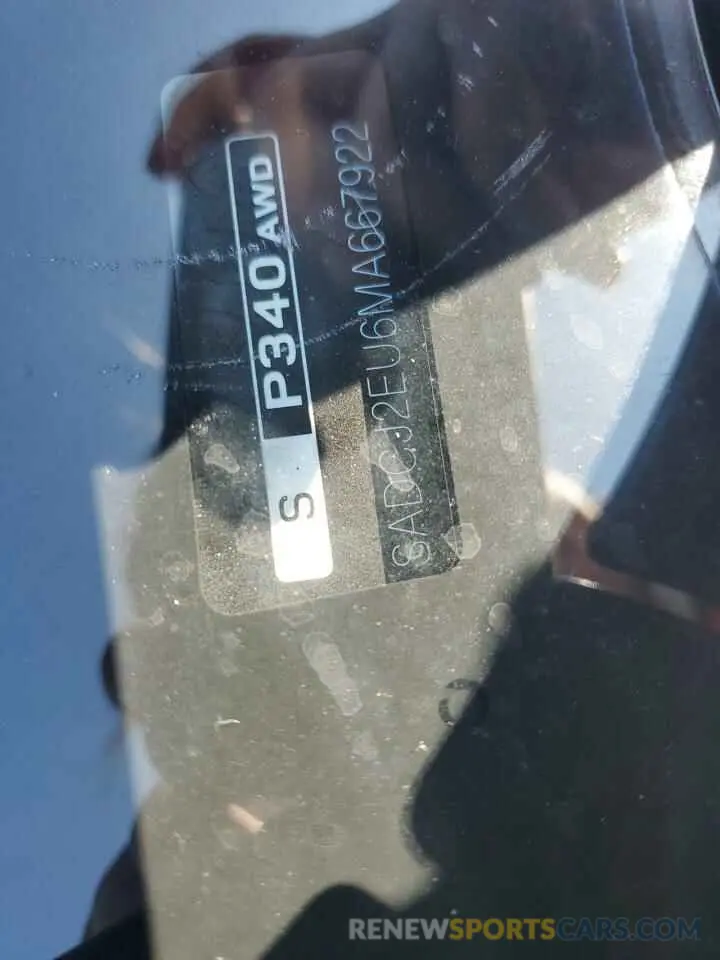 S P340 AWD
SADCJ2EU6MA667922
RENEWSPORTSCARS.COM